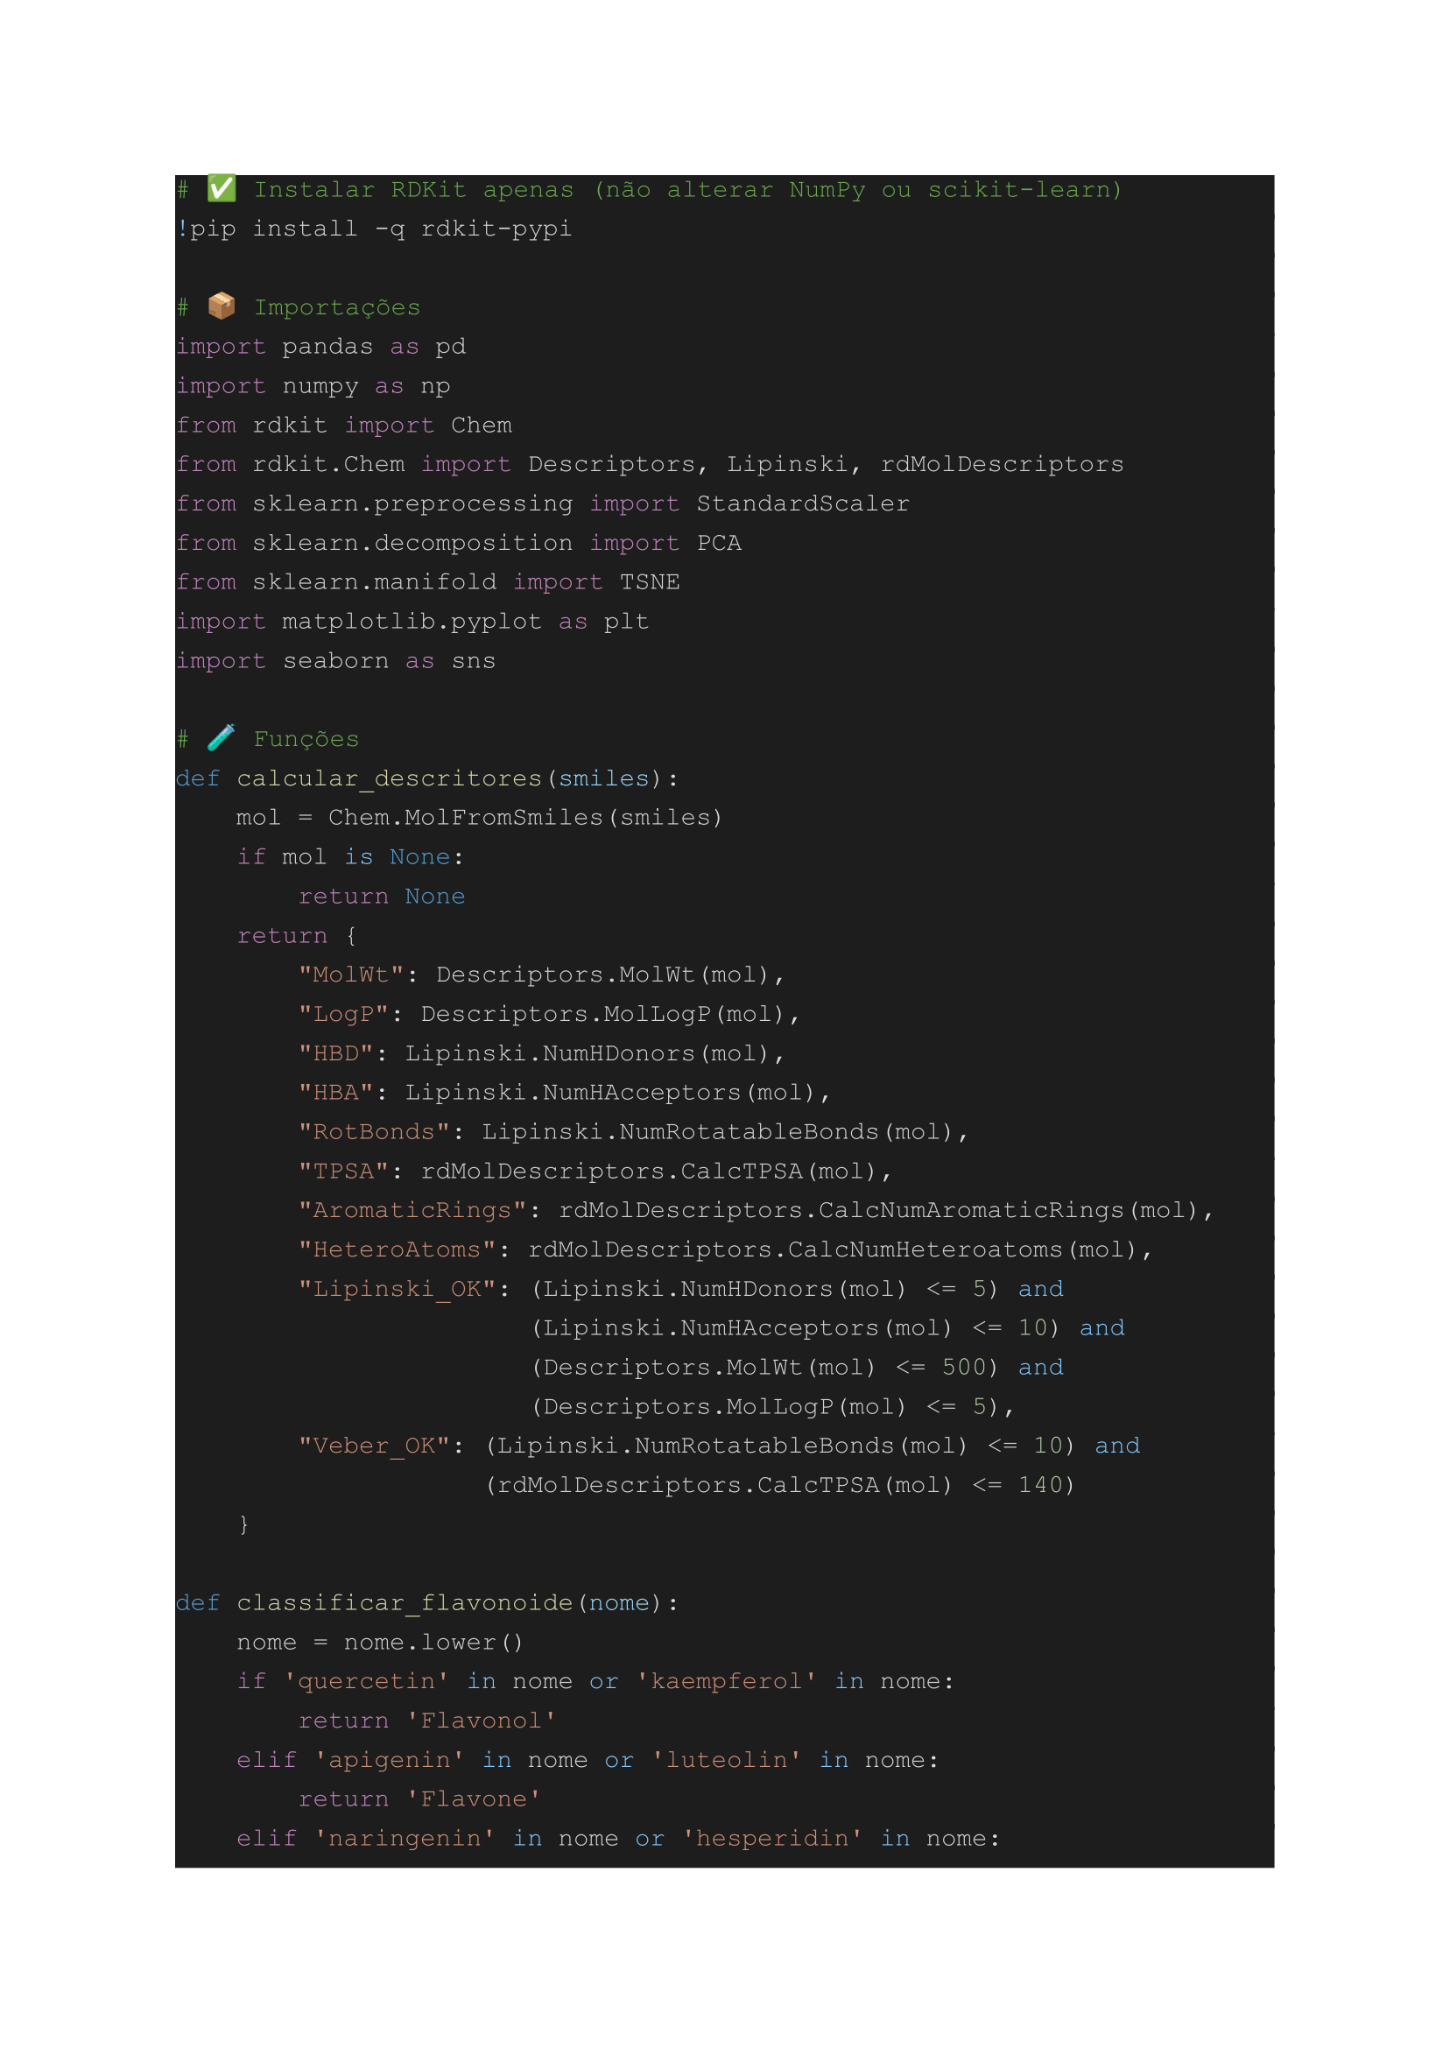 # ✅ Instalar RDKit apenas (não alterar NumPy ou scikit-learn)
!pip install -q rdkit-pypi
# 📦 Importações
import pandas as pd
import numpy as np
from rdkit import Chem
from rdkit.Chem import Descriptors, Lipinski, rdMolDescriptors
from sklearn.preprocessing import StandardScaler
from sklearn.decomposition import PCA
from sklearn.manifold import TSNE
import matplotlib.pyplot as plt
import seaborn as sns
# 🧪 Funções
def calcular_descritores(smiles):
    mol = Chem.MolFromSmiles(smiles)
    if mol is None:
        return None
    return {
        "MolWt": Descriptors.MolWt(mol),
        "LogP": Descriptors.MolLogP(mol),
        "HBD": Lipinski.NumHDonors(mol),
        "HBA": Lipinski.NumHAcceptors(mol),
        "RotBonds": Lipinski.NumRotatableBonds(mol),
        "TPSA": rdMolDescriptors.CalcTPSA(mol),
        "AromaticRings": rdMolDescriptors.CalcNumAromaticRings(mol),
        "HeteroAtoms": rdMolDescriptors.CalcNumHeteroatoms(mol),
        "Lipinski_OK": (Lipinski.NumHDonors(mol) <= 5) and
                       (Lipinski.NumHAcceptors(mol) <= 10) and
                       (Descriptors.MolWt(mol) <= 500) and
                       (Descriptors.MolLogP(mol) <= 5),
        "Veber_OK": (Lipinski.NumRotatableBonds(mol) <= 10) and
                    (rdMolDescriptors.CalcTPSA(mol) <= 140)
    }
def classificar_flavonoide(nome):
    nome = nome.lower()
    if 'quercetin' in nome or 'kaempferol' in nome:
        return 'Flavonol'
    elif 'apigenin' in nome or 'luteolin' in nome:
        return 'Flavone'
    elif 'naringenin' in nome or 'hesperidin' in nome: